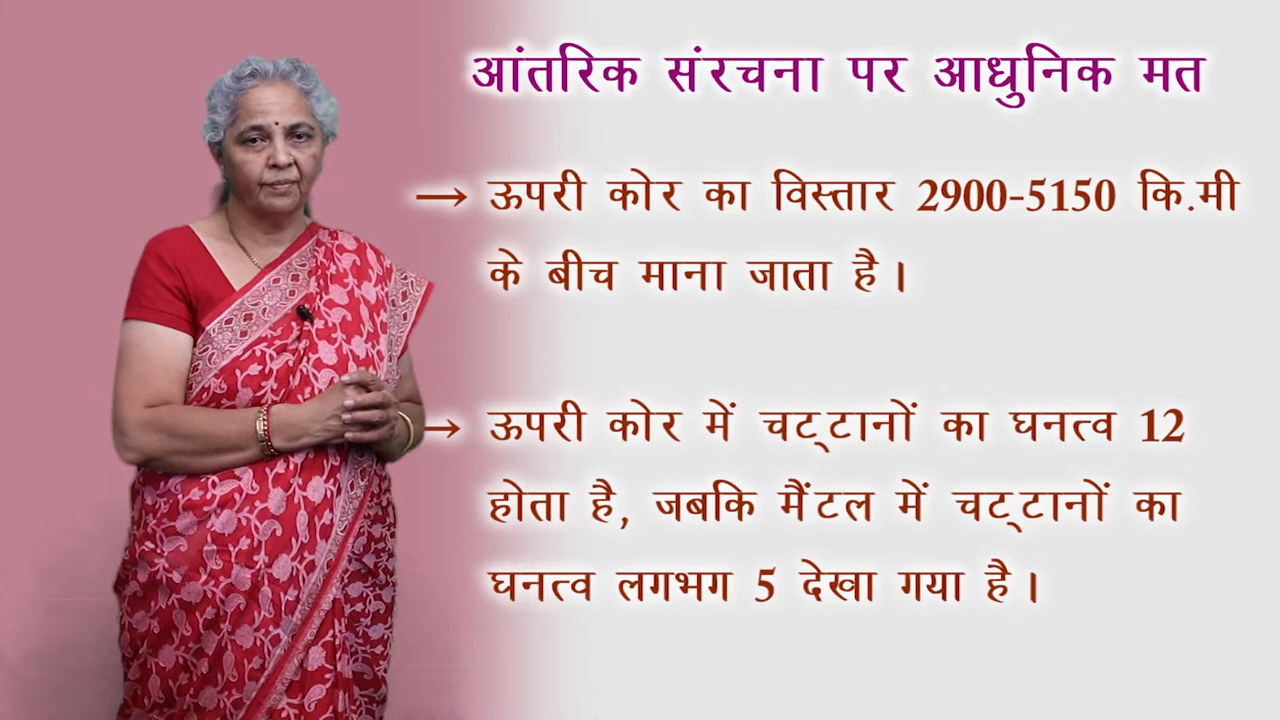 आंतरिक संरचना पर आधुनिक मत
→ ऊपरी कोर का विस्तार 2900-5150 कि.मी
के बीच माना जाता है।
→ ऊपरी कोर में चट्टानों का घनत्व 12
होता है, जबकि मैंटल में चट्टानों का
घनत्व लगभग 5 देखा गया है।